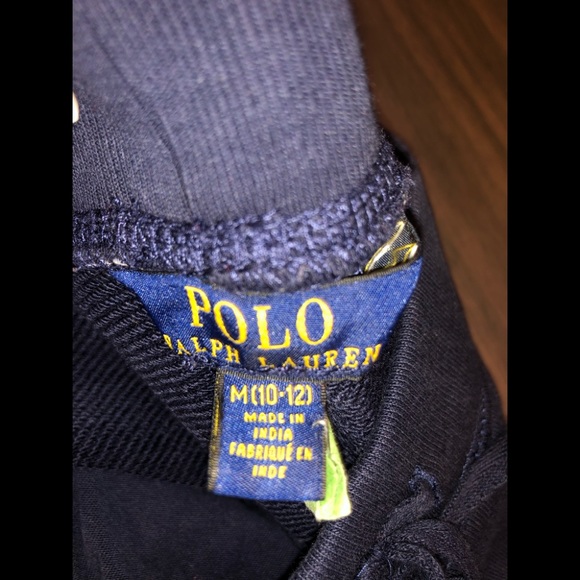 POLO
RALPH LAUREN
M(10-12)
MADE IN
INDIA
FABRIQUÉ EN
INDE